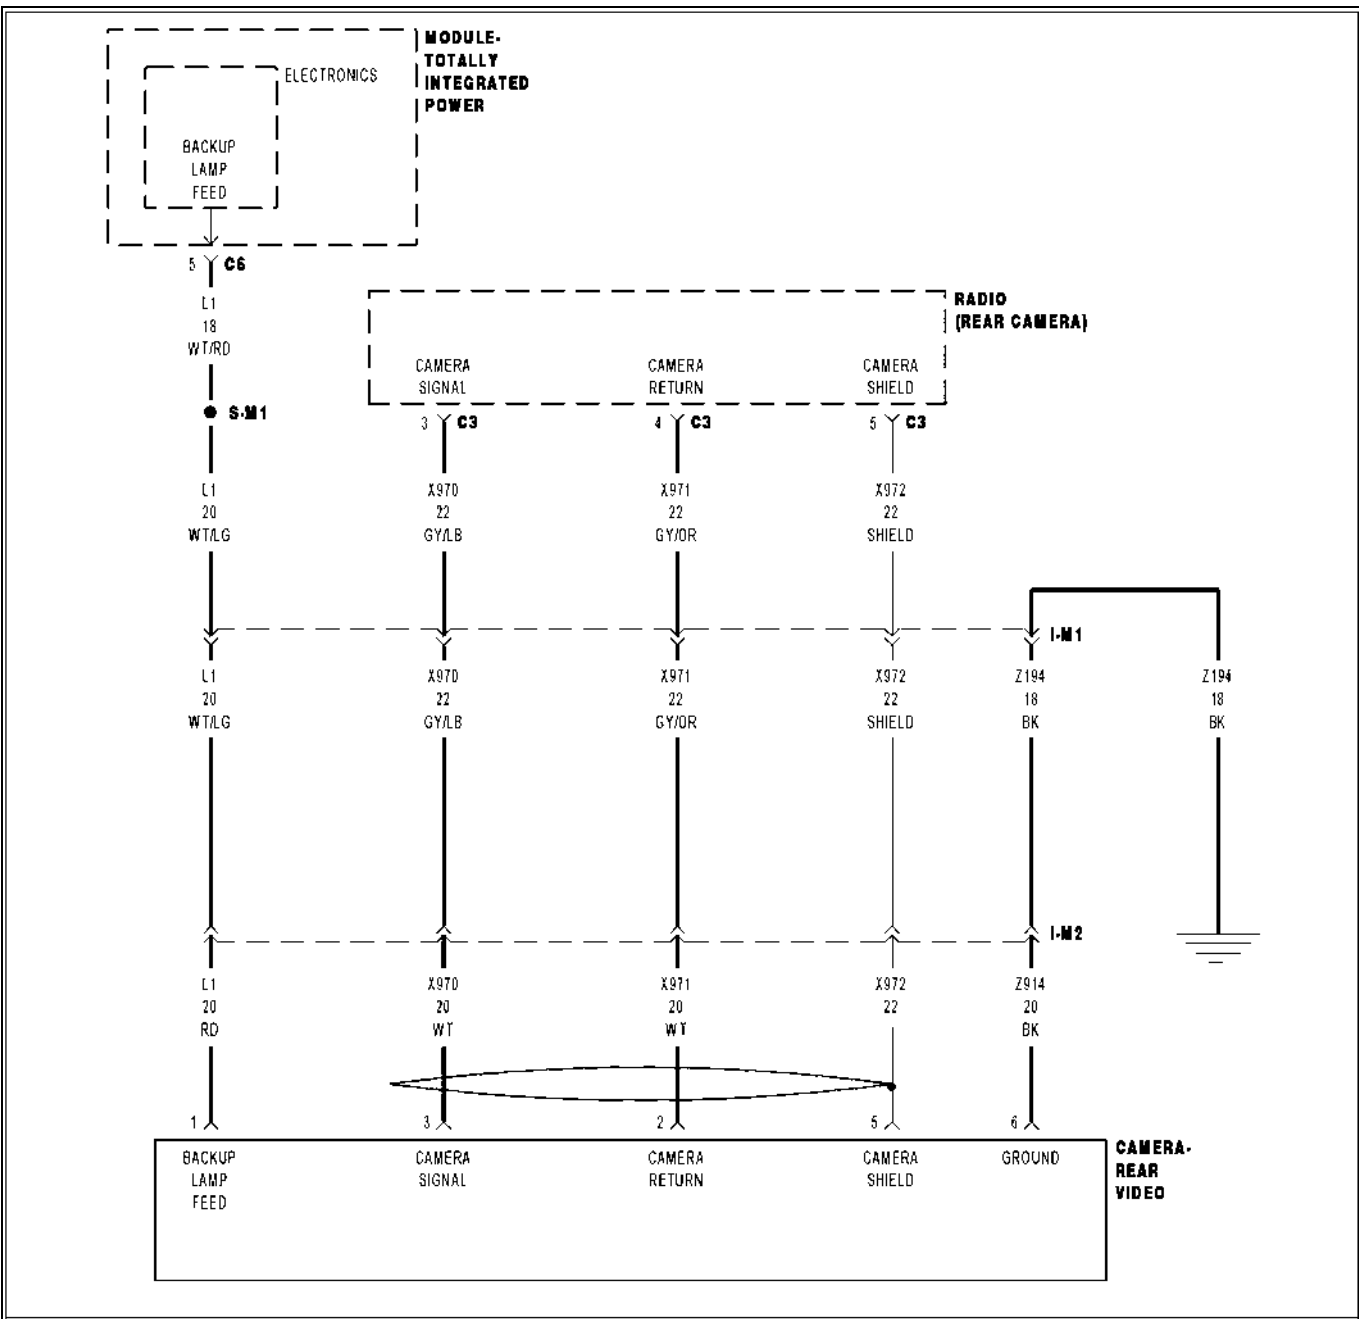 MODULE-
TOTALLY
INTEGRATED
POWER
ELECTRONICS
BACKUP
LAMP
FEED
5 C6
L1
18
WT/RD
RADIO
(REAR CAMERA)
CAMERA
SIGNAL
CAMERA
RETURN
CAMERA
SHIELD
S-M1
3 C3
4 C3
5 C3
L1 X970 X971 X972
20 22 22 22
WT/LG GY/LB GY/OR SHIELD
I-M1
L1 X970 X971 X972 Z194 Z194
20 22 22 22 18 18
WT/LG GY/LB GY/OR SHIELD BK BK
I-M2
L1 X970 X971 X972 Z914
20 20 20 22 20
RD WT WT BK
1 3 2 5 6
BACKUP
LAMP
FEED
CAMERA
SIGNAL
CAMERA
RETURN
CAMERA
SHIELD
GROUND
CAMERA-
REAR
VIDEO